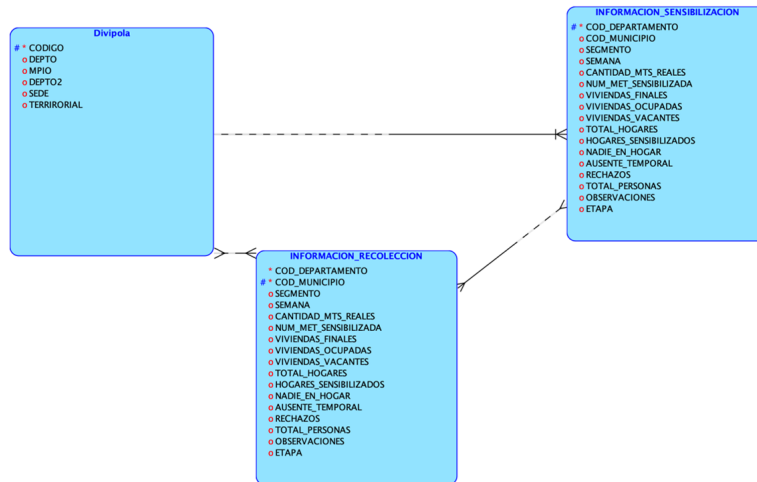 Divipola
# * CODIGO
o DEPTO
o MPIO
o DEPTO2
o SEDE
o TERRIRORIAL
INFORMACION_SENSIBILIZACION
# * COD_DEPARTAMENTO
o COD_MUNICIPIO
o SEGMENTO
o SEMANA
o CANTIDAD_MTS_REALES
o NUM_MET_SENSIBILIZADA
o VIVIENDAS_FINALES
o VIVIENDAS_OCUPADAS
o VIVIENDAS_VACANTES
o TOTAL_HOGARES
o HOGARES_SENSIBILIZADOS
o NADIE_EN_HOGAR
o AUSENTE_TEMPORAL
o RECHAZOS
o TOTAL_PERSONAS
o OBSERVACIONES
o ETAPA
INFORMACION_RECOLECCION
* COD_DEPARTAMENTO
# * COD_MUNICIPIO
o SEGMENTO
o SEMANA
o CANTIDAD_MTS_REALES
o NUM_MET_SENSIBILIZADA
o VIVIENDAS_FINALES
o VIVIENDAS_OCUPADAS
o VIVIENDAS_VACANTES
o TOTAL_HOGARES
o HOGARES_SENSIBILIZADOS
o NADIE_EN_HOGAR
o AUSENTE_TEMPORAL
o RECHAZOS
o TOTAL_PERSONAS
o OBSERVACIONES
o ETAPA